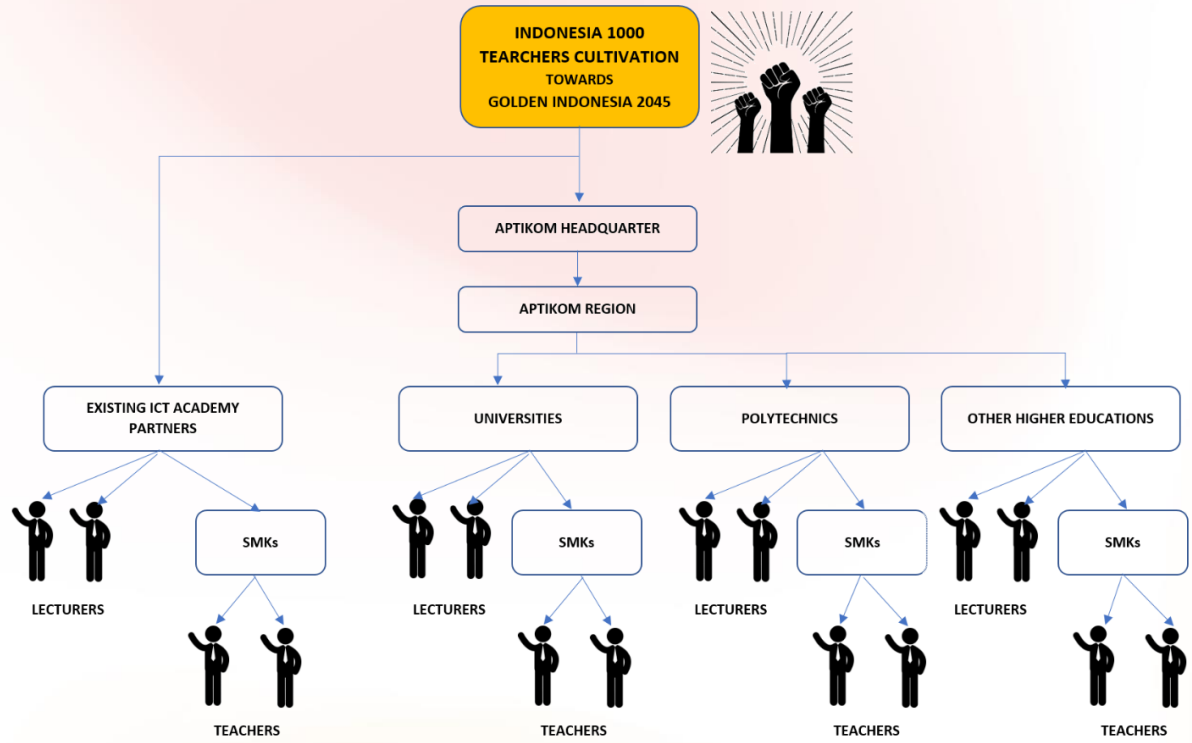 INDONESIA 1000
TEARCHERS CULTIVATION
TOWARDS
GOLDEN INDONESIA 2045
APTIKOM HEADQUARTER
APTIKOM REGION
EXISTING ICT ACADEMY
PARTNERS
UNIVERSITIES
POLYTECHNICS
OTHER HIGHER EDUCATIONS
SMKs
SMKs
SMKs
SMKs
LECTURERS
LECTURERS
LECTURERS
LECTURERS
TEACHERS
TEACHERS
TEACHERS
TEACHERS